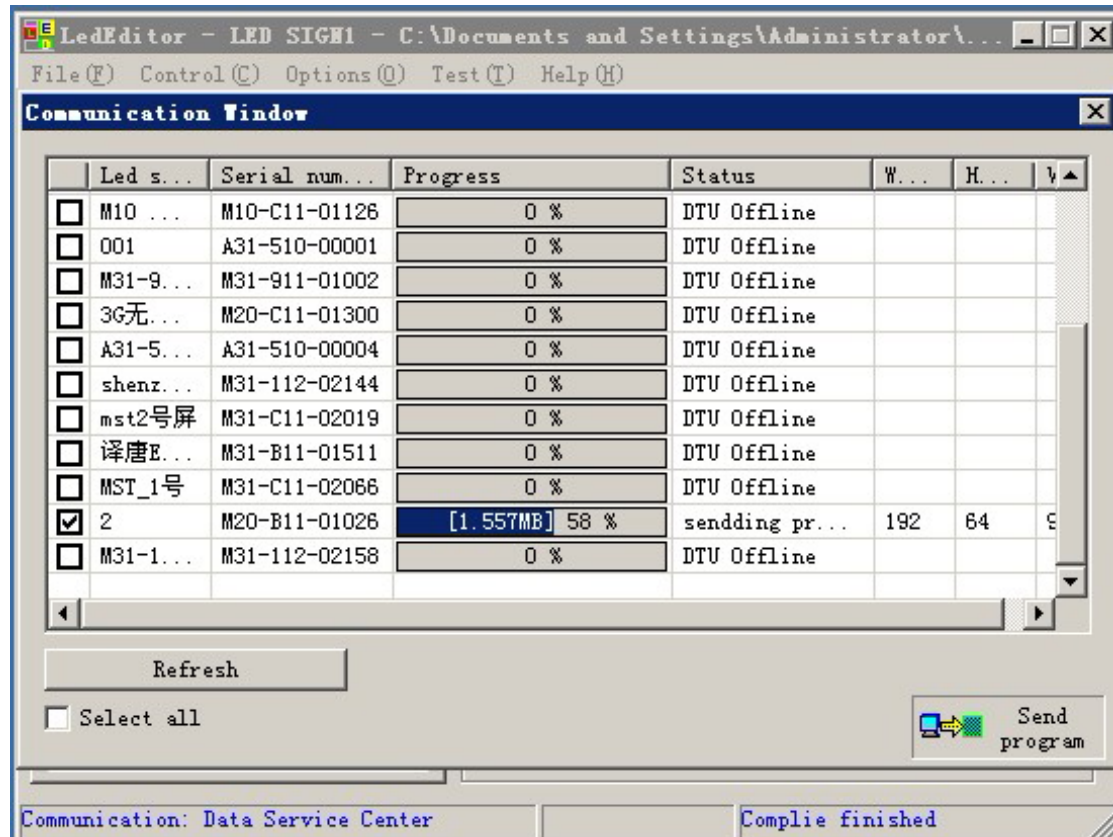 LedEditor - LED SIGN1 - C:\Documents and Settings\Administrator\...
File(F) Control(C) Options(O) Test(T) Help(H)
Communication Window
Led s... Serial num... Progress Status W... H...
M10 ... M10-C11-01126 0 % DTU Offline
001 A31-510-00001 0 % DTU Offline
M31-9... M31-911-01002 0 % DTU Offline
3G无... M20-C11-01300 0 % DTU Offline
A31-5... A31-510-00004 0 % DTU Offline
shenz... M31-112-02144 0 % DTU Offline
mst2号屏 M31-C11-02019 0 % DTU Offline
译唐E... M31-B11-01511 0 % DTU Offline
MST_1号 M31-C11-02066 0 % DTU Offline
2 M20-B11-01026 [1.557MB] 58 % sendding pr... 192 64
M31-1... M31-112-02158 0 % DTU Offline
Refresh
Select all
Send
program
Communication: Data Service Center Complie finished